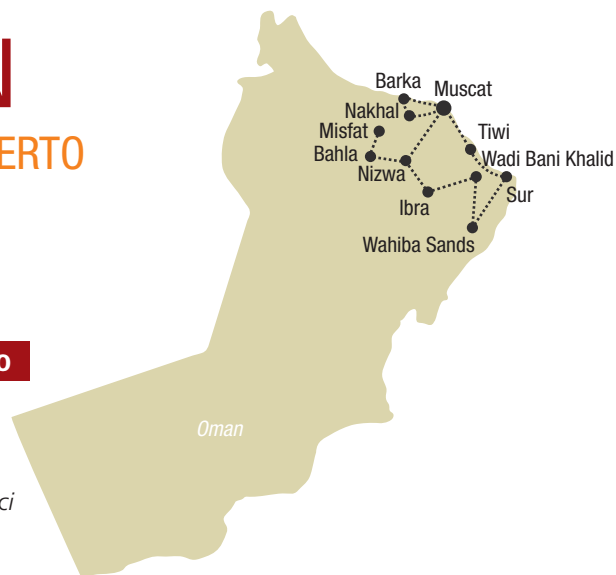 N
ERTO
o
ci
Barka
Muscat
Nakhal
Misfat
Tiwi
Bahla
Wadi Bani Khalid
Nizwa
Sur
Ibra
Wahiba Sands
Oman